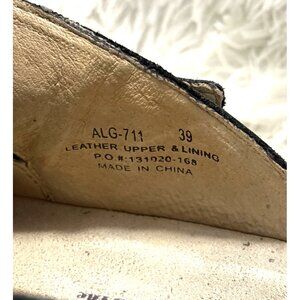 ALG-711 39
LEATHER UPPER & LINING
P.O.#:131020-168
MADE IN CHINA